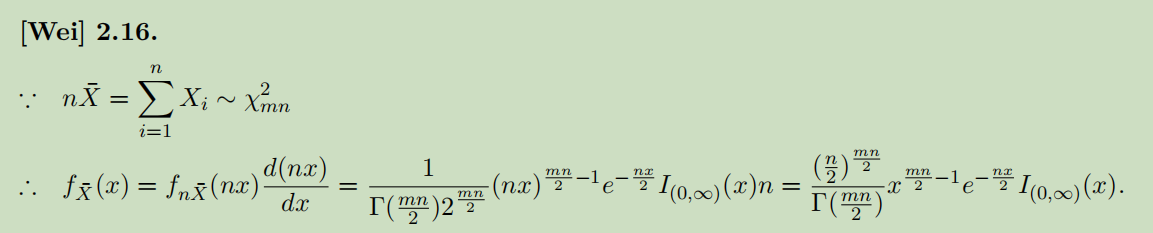 [Wei] 2.16.
∵ $n\bar{X} = \sum_{i=1}^{n} X_i \sim \chi^2_{mn}$
∴ $f_{\bar{X}}(x) = f_{n\bar{X}}(nx)\frac{d(nx)}{dx} = \frac{1}{\Gamma(\frac{mn}{2})2^{\frac{mn}{2}}}(nx)^{\frac{mn}{2}-1}e^{-\frac{nx}{2}}I_{(0,\infty)}(x)n = \frac{(\frac{n}{2})^{\frac{mn}{2}}}{\Gamma(\frac{mn}{2})}x^{\frac{mn}{2}-1}e^{-\frac{nx}{2}}I_{(0,\infty)}(x).$